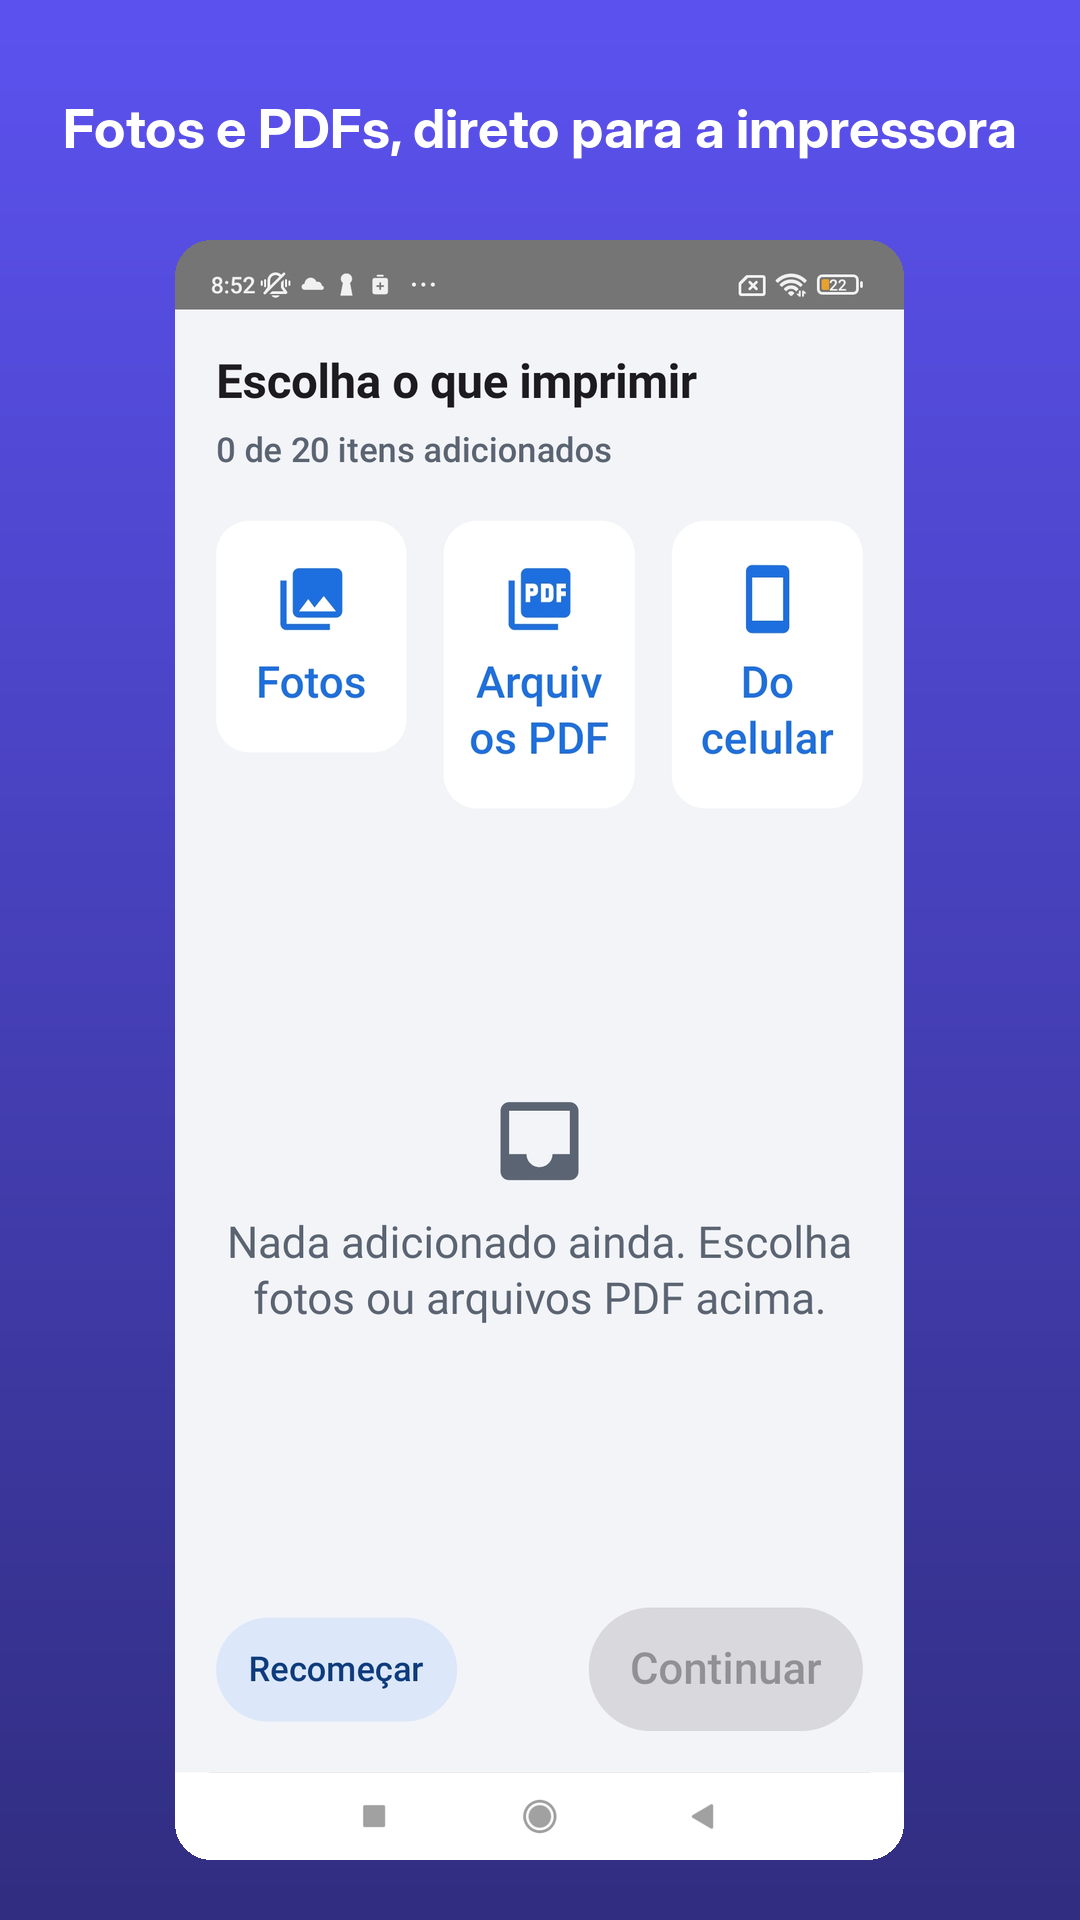 Fotos e PDFs, direto para a impressora
8:52
22
Escolha o que imprimir
0 de 20 itens adicionados
Fotos
PDF
Arquiv
os PDF
Do
celular
Nada adicionado ainda. Escolha
fotos ou arquivos PDF acima.
Recomeçar
Continuar